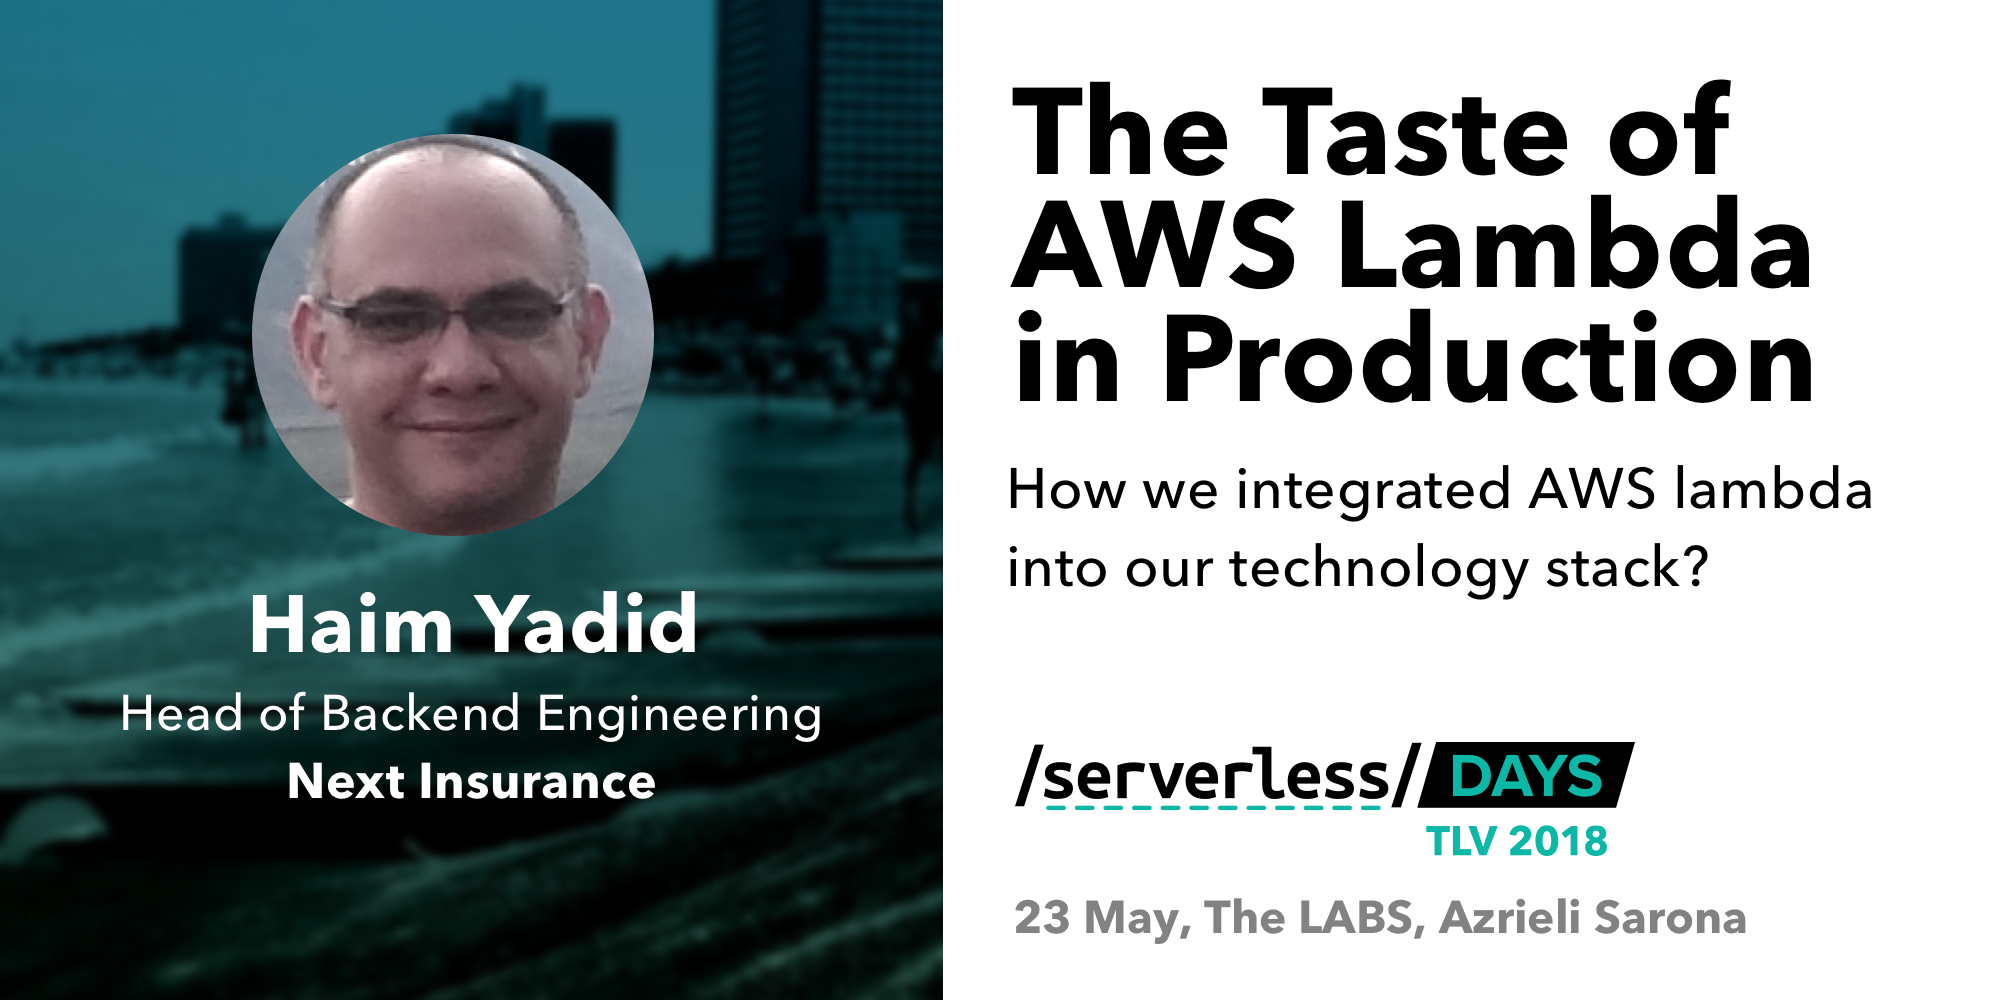 Haim Yadid
Head of Backend Engineering
Next Insurance
The Taste of
AWS Lambda
in Production
How we integrated AWS lambda
into our technology stack?
/serverless/DAYS
TLV 2018
23 May, The LABS, Azrieli Sarona